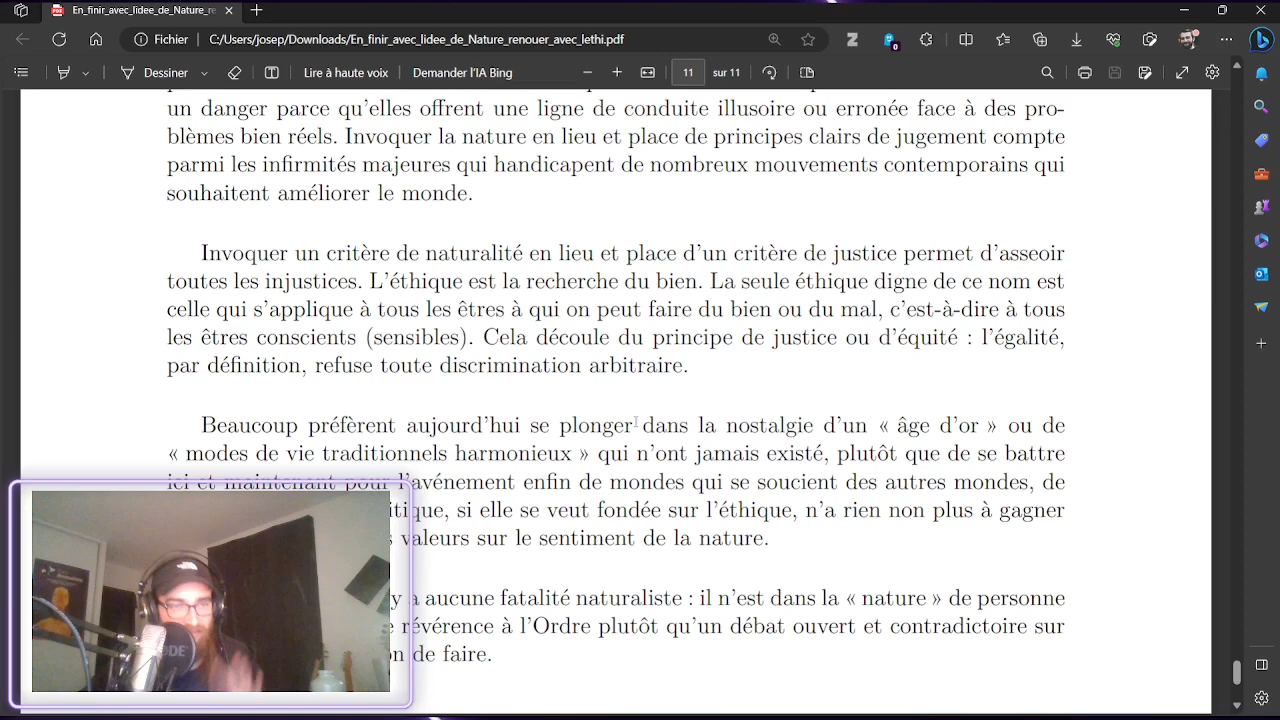 En_finir_avec_lidee_de_Nature_re
Fichier C:/Users/josep/Downloads/En_finir_avec_lidee_de_Nature_renouer_avec_lethi.pdf
0
Dessiner Lire à haute voix Demander l'IA Bing 11 sur 11
un danger parce qu'elles offrent une ligne de conduite illusoire ou erronée face à des pro-
blèmes bien réels. Invoquer la nature en lieu et place de principes clairs de jugement compte
parmi les infirmités majeures qui handicapent de nombreux mouvements contemporains qui
souhaitent améliorer le monde.
Invoquer un critère de naturalité en lieu et place d'un critère de justice permet d'asseoir
toutes les injustices. L'éthique est la recherche du bien. La seule éthique digne de ce nom est
celle qui s'applique à tous les êtres à qui on peut faire du bien ou du mal, c'est-à-dire à tous
les êtres conscients (sensibles). Cela découle du principe de justice ou d'équité : l'égalité,
par définition, refuse toute discrimination arbitraire.
Beaucoup préfèrent aujourd'hui se plonger dans la nostalgie d'un « âge d'or » ou de
« modes de vie traditionnels harmonieux » qui n'ont jamais existé, plutôt que de se battre
ici et maintenant pour l'avénement enfin de mondes qui se soucient des autres mondes, de
itique, si elle se veut fondée sur l'éthique, n'a rien non plus à gagner
s valeurs sur le sentiment de la nature.
y a aucune fatalité naturaliste : il n'est dans la « nature » de personne
révérence à l'Ordre plutôt qu'un débat ouvert et contradictoire sur
on de faire.